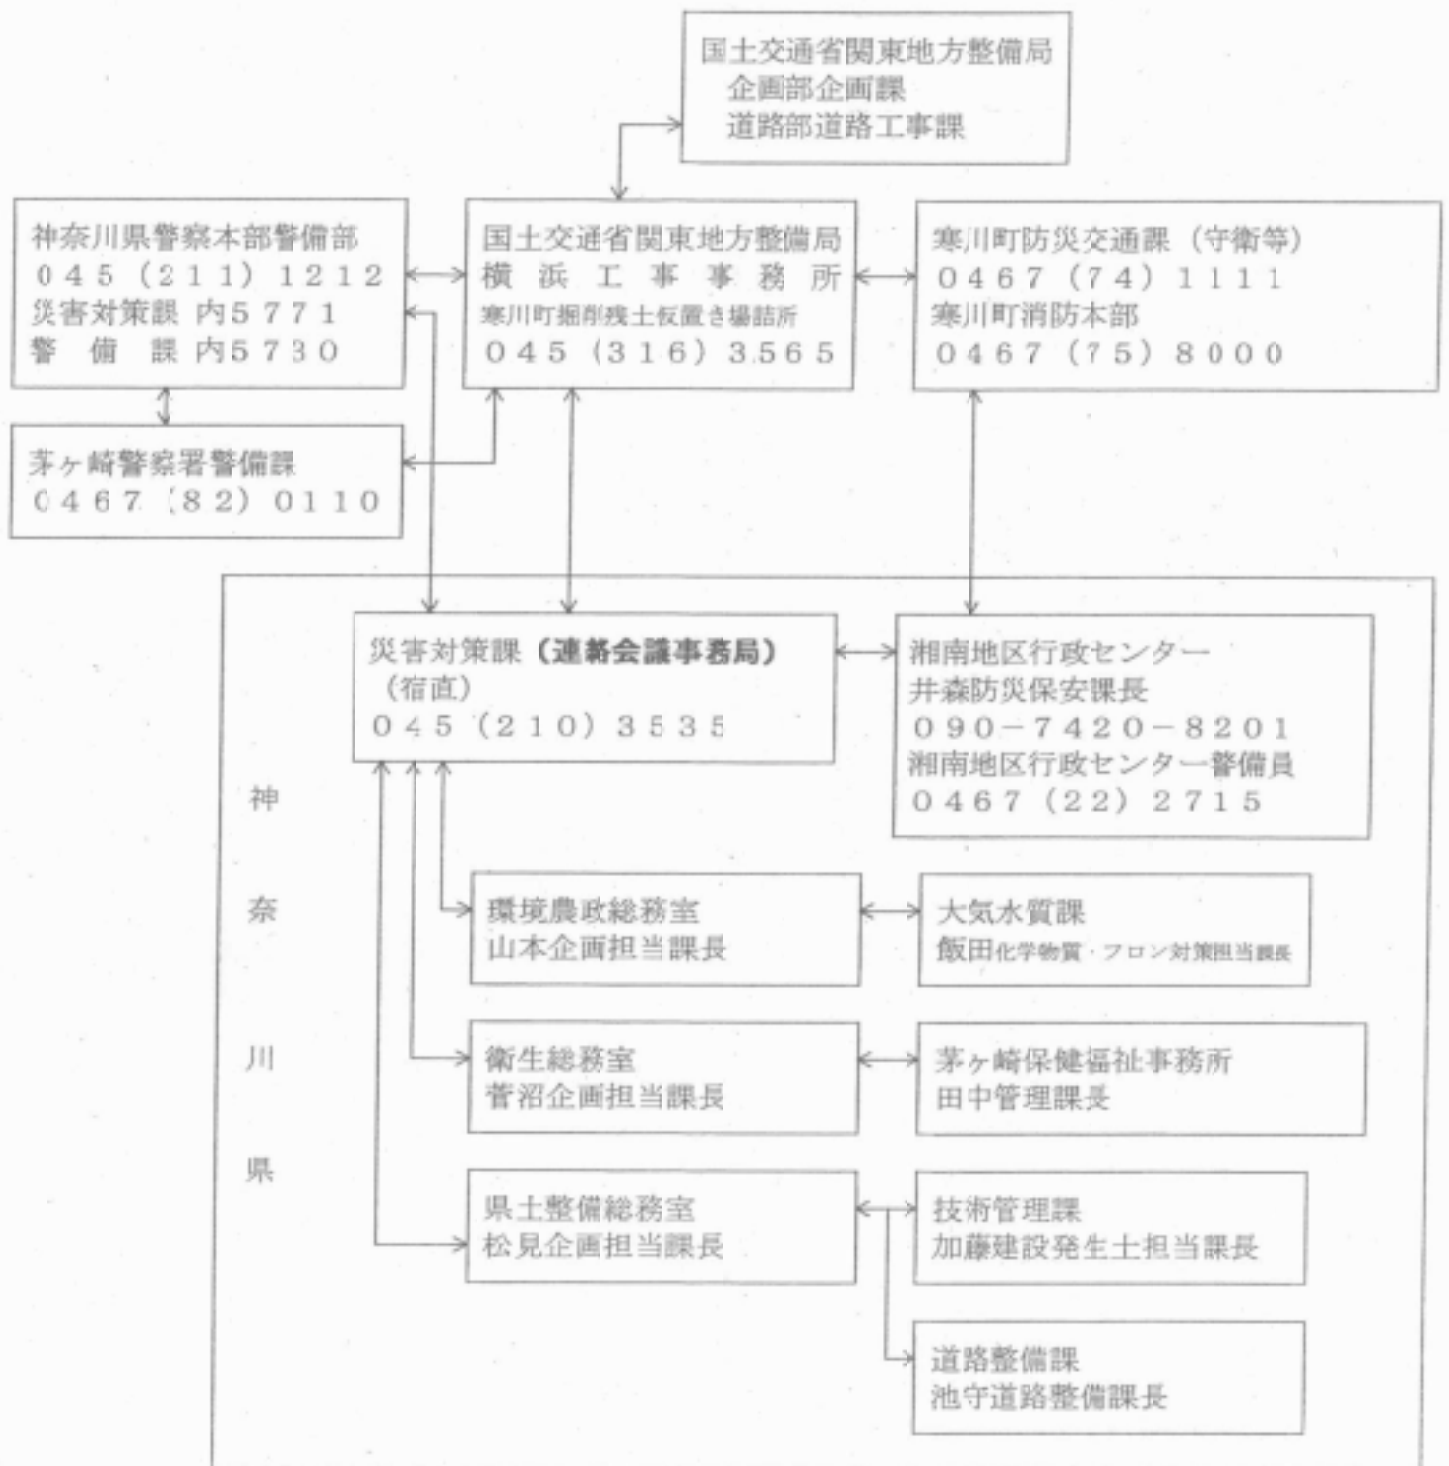 国土交通省関東地方整備局
企画部企画課
道路部道路工事課
神奈川県警察本部警備部
０４５（２１１）１２１２
災害対策課 内５７７１
警　備　課 内５７３０
国土交通省関東地方整備局
横　浜　工　事　事　務　所
寒川町掘削残土仮置き場詰所
０４５（３１６）３５６５
寒川町防災交通課（守衛等）
０４６７（７４）１１１１
寒川町消防本部
０４６７（７５）８０００
茅ヶ崎警察署警備課
０４６７（８２）０１１０
災害対策課（連絡会議事務局）
（宿直）
０４５（２１０）３５３５
湘南地区行政センター
井森防災保安課長
０９０－７４２０－８２０１
湘南地区行政センター警備員
０４６７（２２）２７１５
神奈川県
環境農政総務室
山本企画担当課長
大気水質課
飯田化学物質・フロン対策担当課長
衛生総務室
菅沼企画担当課長
茅ヶ崎保健福祉事務所
田中管理課長
県土整備総務室
松見企画担当課長
技術管理課
加藤建設発生土担当課長
道路整備課
池守道路整備課長